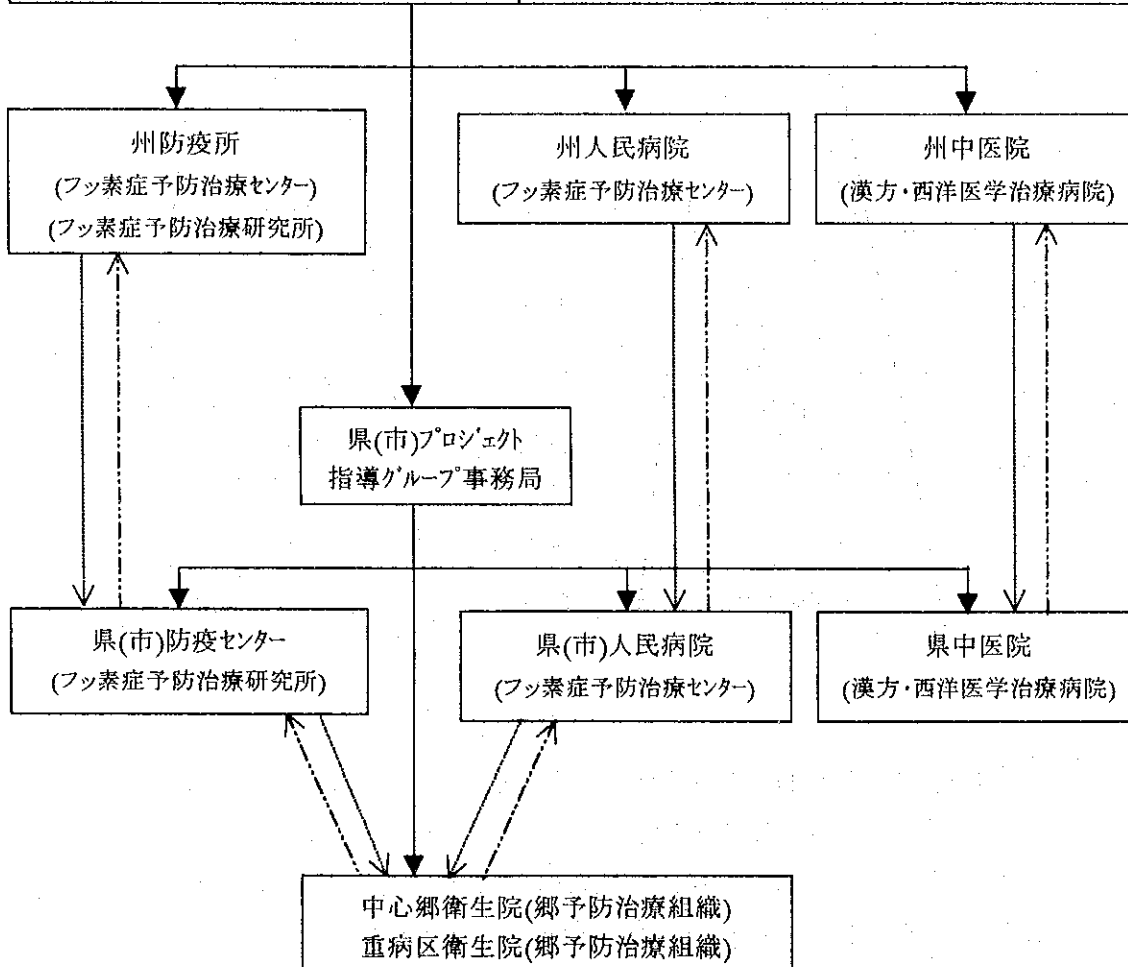 州防疫所
(フッ素症予防治療センター)
(フッ素症予防治療研究所)
州人民病院
(フッ素症予防治療センター)
州中医院
(漢方・西洋医学治療病院)
県(市)プロジェクト
指導グループ事務局
県(市)防疫センター
(フッ素症予防治療研究所)
県(市)人民病院
(フッ素症予防治療センター)
県中医院
(漢方・西洋医学治療病院)
中心郷衛生院(郷予防治療組織)
重病区衛生院(郷予防治療組織)